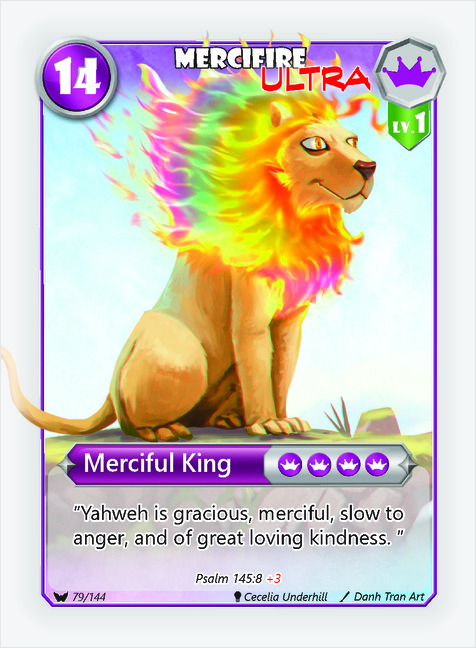 14
MERCIFIRE
ULTRA
LV.1
Merciful King
"Yahweh is gracious, merciful, slow to
anger, and of great loving kindness. "
Psalm 145:8 +3
79/144
Cecelia Underhill
Danh Tran Art